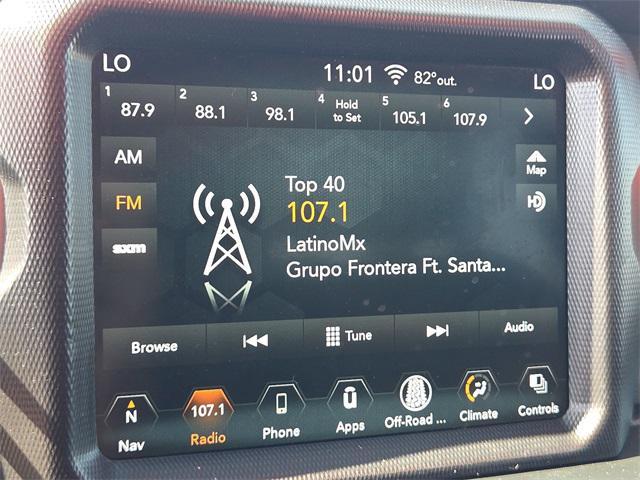 LO 11:01 82°out. LO
1 87.9 2 88.1 3 98.1 4 Hold to Set 5 105.1 6 107.9
AM
FM
sxm
Top 40
107.1
LatinoMx
Grupo Frontera Ft. Santa...
Map
HD
Browse Tune Audio
N 107.1
Nav Radio Phone Apps Off-Road ... Climate Controls